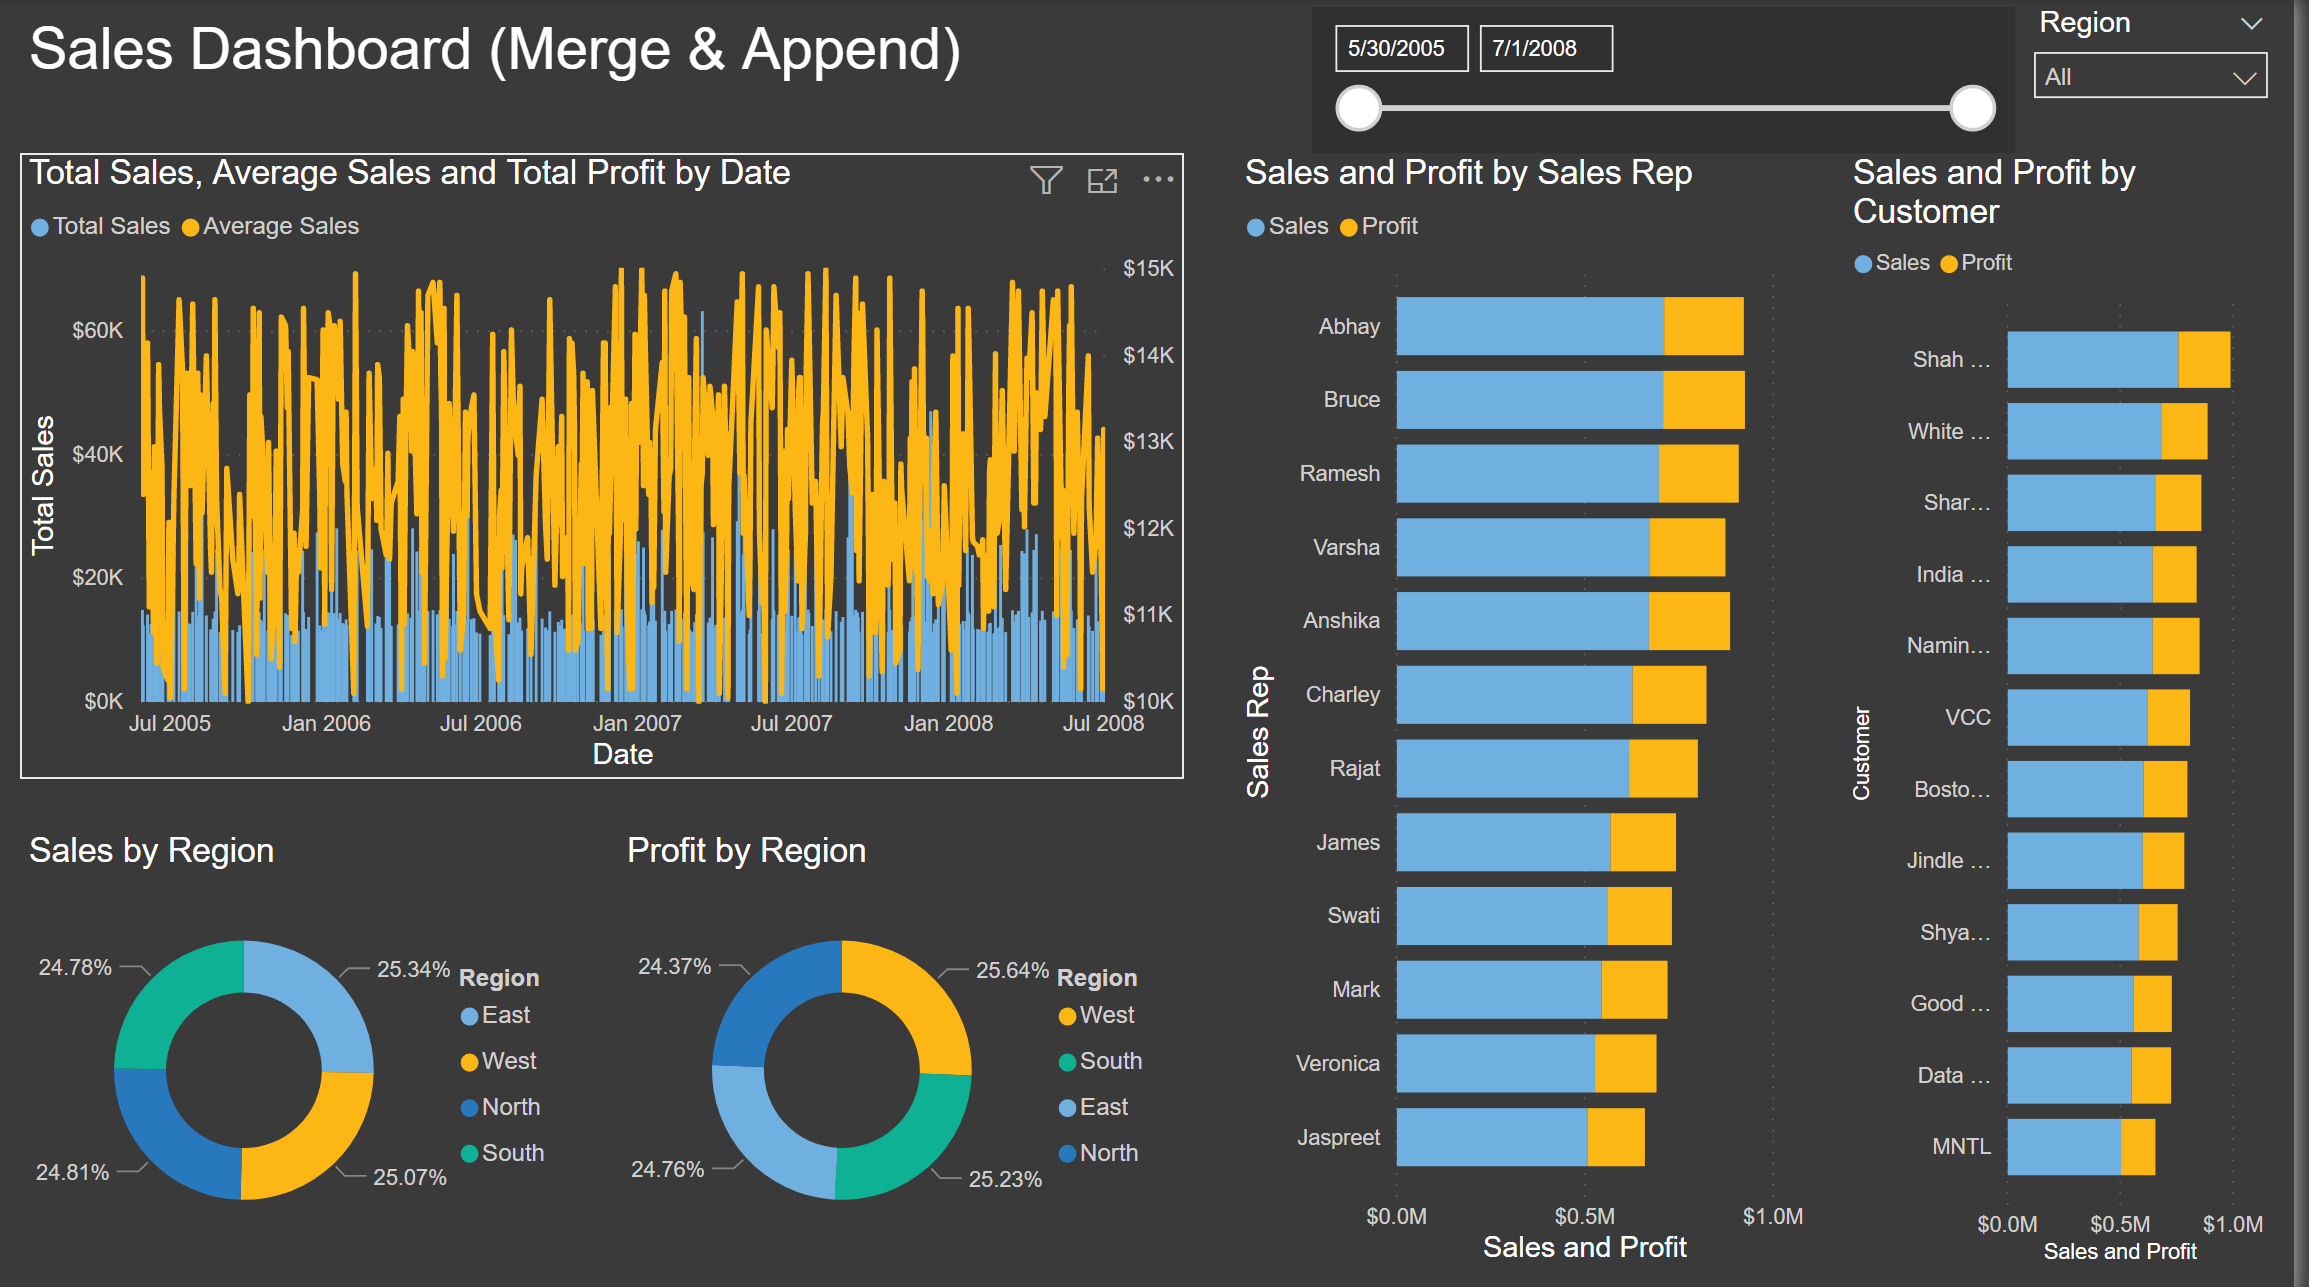 Sales Dashboard (Merge & Append)
5/30/2005
7/1/2008
Region
All
Total Sales, Average Sales and Total Profit by Date
Total Sales
Average Sales
$60K
$40K
$20K
$0K
Total Sales
$15K
$14K
$13K
$12K
$11K
$10K
Jul 2005
Jan 2006
Jul 2006
Jan 2007
Jul 2007
Jan 2008
Jul 2008
Date
Sales by Region
24.78%
25.34%
24.81%
25.07%
Region
East
West
North
South
Profit by Region
24.37%
25.64%
24.76%
25.23%
Region
West
South
East
North
Sales and Profit by Sales Rep
Sales
Profit
Sales Rep
Abhay
Bruce
Ramesh
Varsha
Anshika
Charley
Rajat
James
Swati
Mark
Veronica
Jaspreet
$0.0M
$0.5M
$1.0M
Sales and Profit
Sales and Profit by
Customer
Sales
Profit
Customer
Shah ...
White ...
Shar...
India ...
Namin...
VCC
Bosto...
Jindle ...
Shya...
Good ...
Data ...
MNTL
$0.0M
$0.5M
$1.0M
Sales and Profit